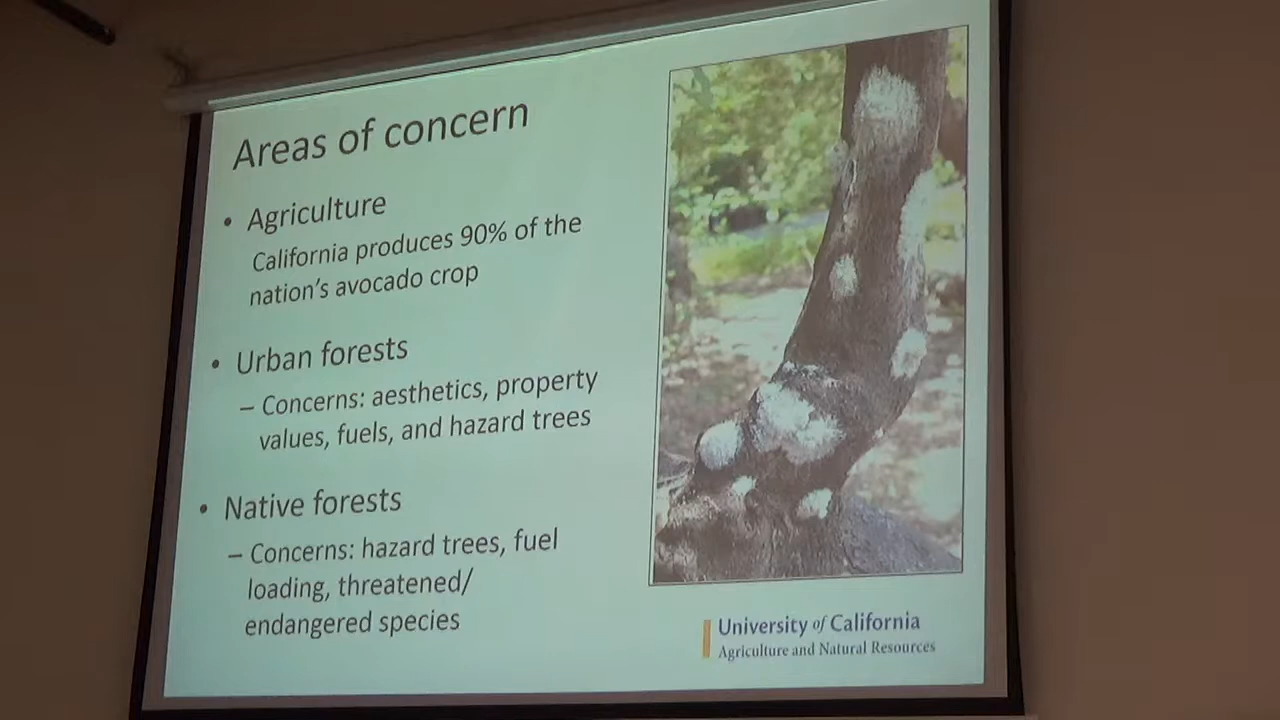 Areas of concern
• Agriculture
California produces 90% of the
nation's avocado crop
• Urban forests
– Concerns: aesthetics, property
values, fuels, and hazard trees
• Native forests
– Concerns: hazard trees, fuel
loading, threatened/
endangered species
University of California
Agriculture and Natural Resources